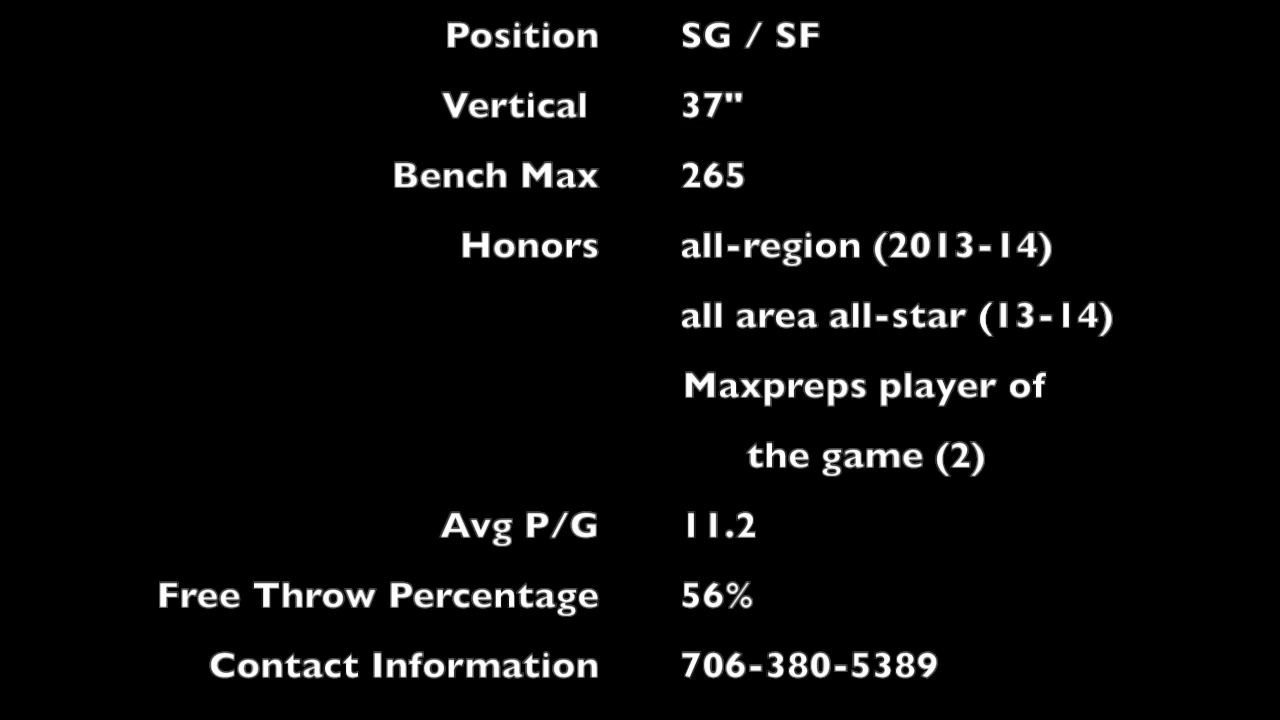 Position SG / SF
Vertical 37"
Bench Max 265
Honors all-region (2013-14)
all area all-star (13-14)
Maxpreps player of
the game (2)
Avg P/G 11.2
Free Throw Percentage 56%
Contact Information 706-380-5389